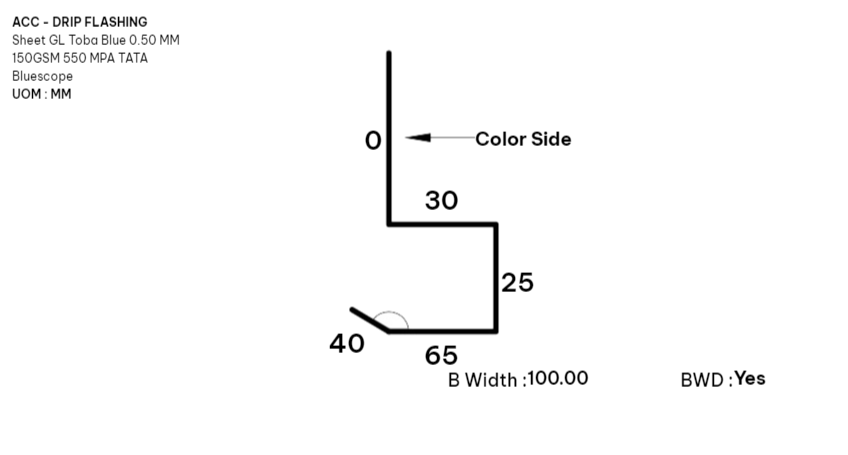 ACC - DRIP FLASHING
Sheet GL Toba Blue 0.50 MM
150GSM 550 MPA TATA
Bluescope
UOM : MM
0
Color Side
30
25
40
65
B Width :100.00
BWD :Yes